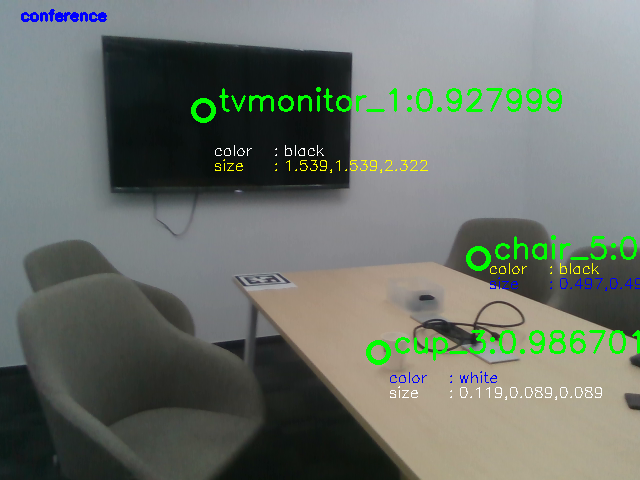 conference
tvmonitor_1:0.927999
color : black
size : 1.539,1.539,2.322
chair_5:0
color : black
size : 0.497,0.49
cup_3:0.986701
color : white
size : 0.119,0.089,0.089